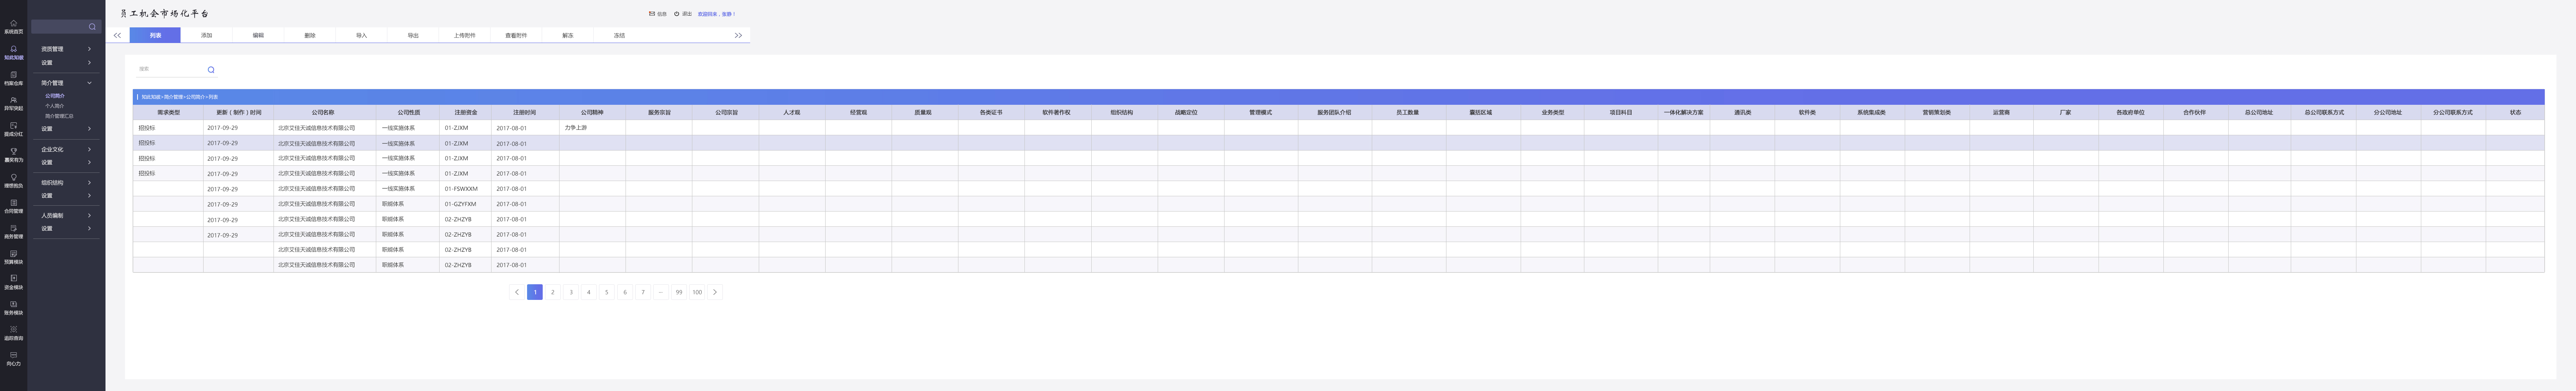 员工机会市场化平台
信息 退出 欢迎回来，张静！
<< 列表 添加 编辑 删除 导入 导出 上传附件 查看附件 解冻 冻结 >>
系统首页
知此知彼
档案仓库
异军突起
提成分红
嘉奖有为
理想抱负
合同管理
商务管理
预算模块
资金模块
账务模块
追踪查询
向心力
资质管理
设置
简介管理
公司简介
个人简介
简介管理汇总
设置
企业文化
设置
组织结构
设置
人员编制
设置
搜索
知此知彼>简介管理>公司简介>列表
需求类型 更新（制作）时间 公司名称 公司性质 注册资金 注册时间 公司精神 服务宗旨 公司宗旨 人才观 经营观 质量观 各类证书 软件著作权 组织结构 战略定位 管理模式 服务团队介绍 员工数量 囊括区域 业务类型 项目科目 一体化解决方案 通讯类 软件类 系统集成类 营销策划类 运营商 厂家 各政府单位 合作伙伴 总公司地址 总公司联系方式 分公司地址 分公司联系方式 状态
招投标 2017-09-29 北京艾佳天诚信息技术有限公司 一线实施体系 01-ZJXM 2017-08-01 力争上游
招投标 2017-09-29 北京艾佳天诚信息技术有限公司 一线实施体系 01-ZJXM 2017-08-01
招投标 2017-09-29 北京艾佳天诚信息技术有限公司 一线实施体系 01-ZJXM 2017-08-01
招投标 2017-09-29 北京艾佳天诚信息技术有限公司 一线实施体系 01-ZJXM 2017-08-01
2017-09-29 北京艾佳天诚信息技术有限公司 一线实施体系 01-FSWXXM 2017-08-01
2017-09-29 北京艾佳天诚信息技术有限公司 职能体系 01-GZYFXM 2017-08-01
2017-09-29 北京艾佳天诚信息技术有限公司 职能体系 02-ZHZYB 2017-08-01
2017-09-29 北京艾佳天诚信息技术有限公司 职能体系 02-ZHZYB 2017-08-01
北京艾佳天诚信息技术有限公司 职能体系 02-ZHZYB 2017-08-01
北京艾佳天诚信息技术有限公司 职能体系 02-ZHZYB 2017-08-01
< 1 2 3 4 5 6 7 ... 99 100 >